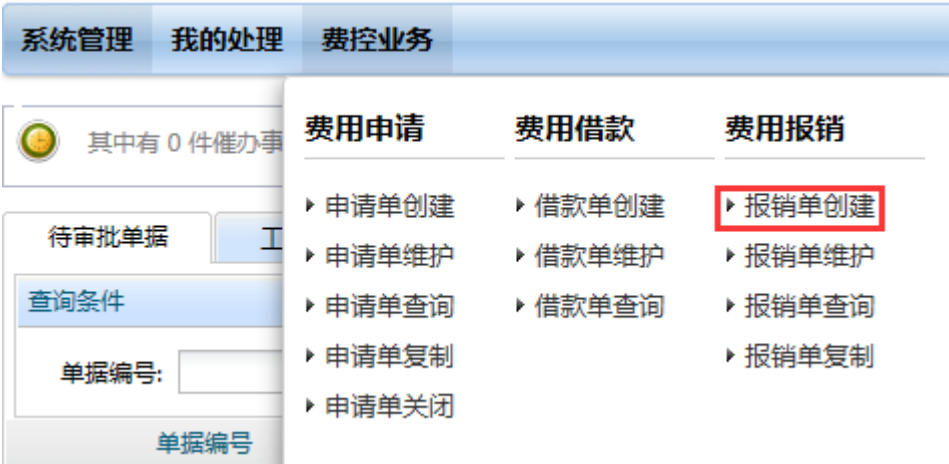 系统管理 我的处理 费控业务
其中有 0 件催办事
费用申请 费用借款 费用报销
申请单创建 借款单创建 报销单创建
待审批单据 工
申请单维护 借款单维护 报销单维护
查询条件
申请单查询 借款单查询 报销单查询
单据编号:
申请单复制 报销单复制
申请单关闭
单据编号